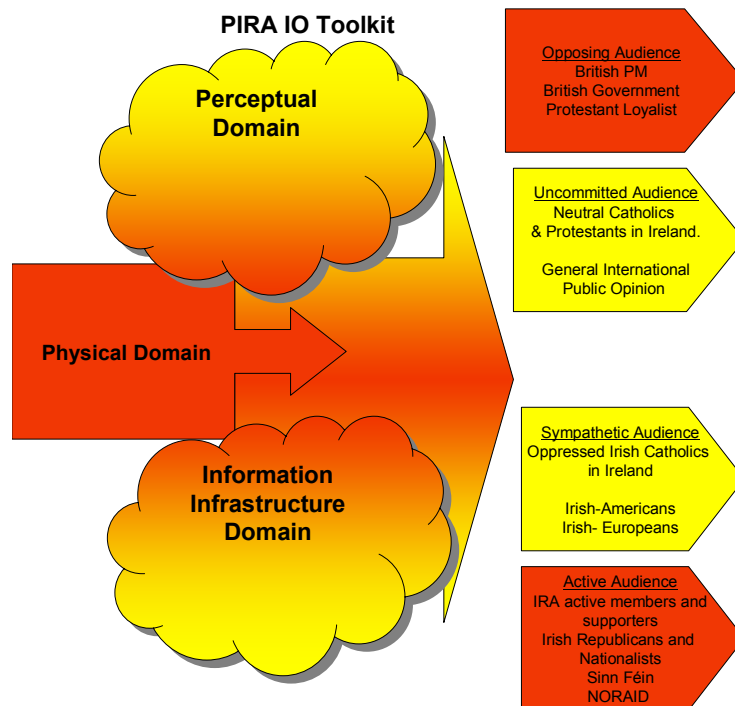 PIRA IO Toolkit
Perceptual
Domain
Physical Domain
Information
Infrastructure
Domain
Opposing Audience
British PM
British Government
Protestant Loyalist
Uncommitted Audience
Neutral Catholics
& Protestants in Ireland.
General International
Public Opinion
Sympathetic Audience
Oppressed Irish Catholics
in Ireland
Irish-Americans
Irish- Europeans
Active Audience
IRA active members and
supporters
Irish Republicans and
Nationalists
Sinn Féin
NORAID